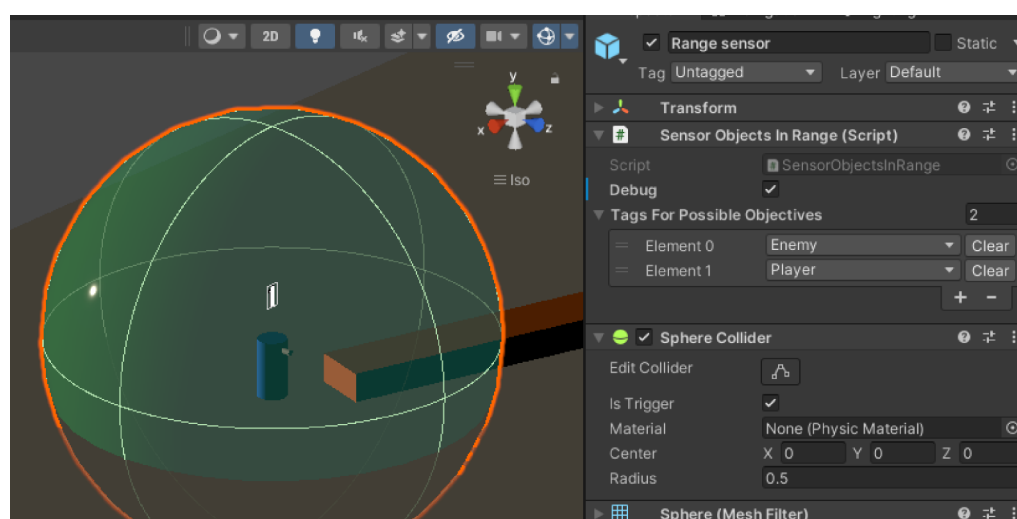 2D
y
x
z
Iso
Range sensor
Static
Tag Untagged
Layer Default
Transform
# Sensor Objects In Range (Script)
Script
SensorObjectsInRange
Debug
Tags For Possible Objectives
2
Element 0
Enemy
Clear
Element 1
Player
Clear
+ -
Sphere Collider
Edit Collider
Is Trigger
Material
None (Physic Material)
Center
X 0 Y 0 Z 0
Radius
0.5
Sphere (Mesh Filter)